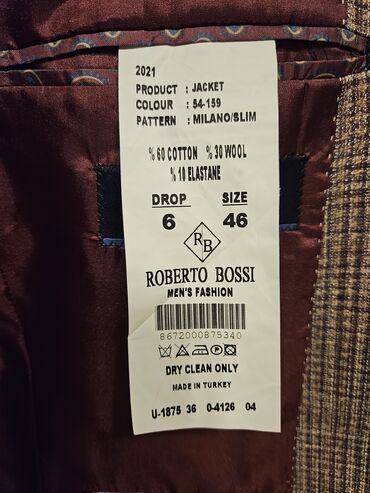 2021
PRODUCT : JACKET
COLOUR : 54-159
PATTERN : MILANO/SLIM
% 60 COTTON % 30 WOOL
% 10 ELASTANE
DROP SIZE
6 46
RB
ROBERTO BOSSI
MEN'S FASHION
8672000875340
DRY CLEAN ONLY
MADE IN TURKEY
U-1875 36 0-4126 04